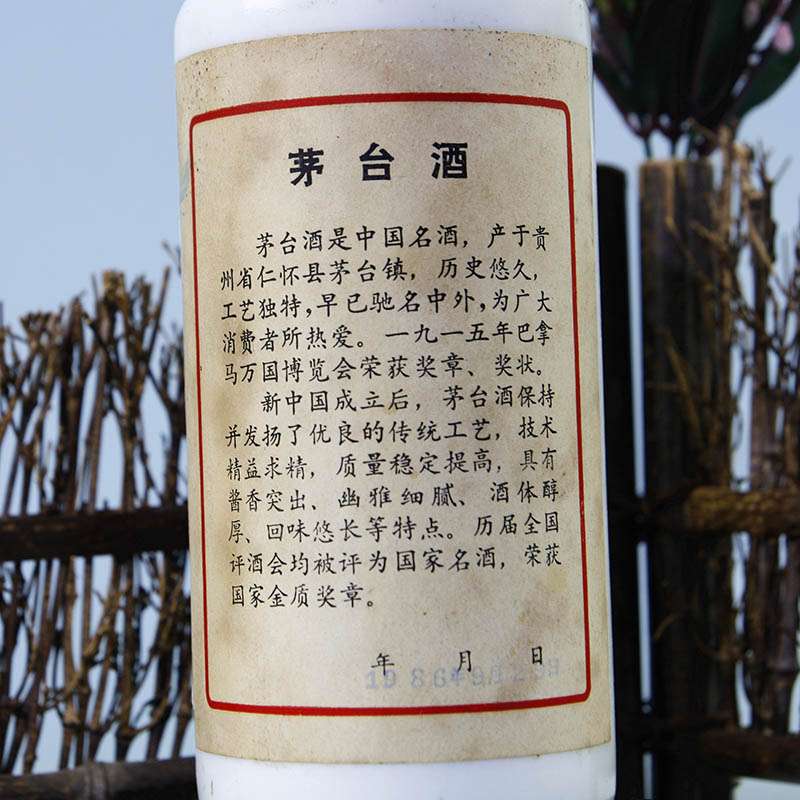 茅台酒
茅台酒是中国名酒，产于贵
州省仁怀县茅台镇，历史悠久，
工艺独特，早已驰名中外，为广大
消费者所热爱。一九一五年巴拿
马万国博览会荣获奖章、奖状。
新中国成立后，茅台酒保持
并发扬了优良的传统工艺，技术
精益求精，质量稳定提高，具有
酱香突出、幽雅细腻、酒体醇
厚、回味悠长等特点。历届全国
评酒会均被评为国家名酒，荣获
国家金质奖章。
年 月 日